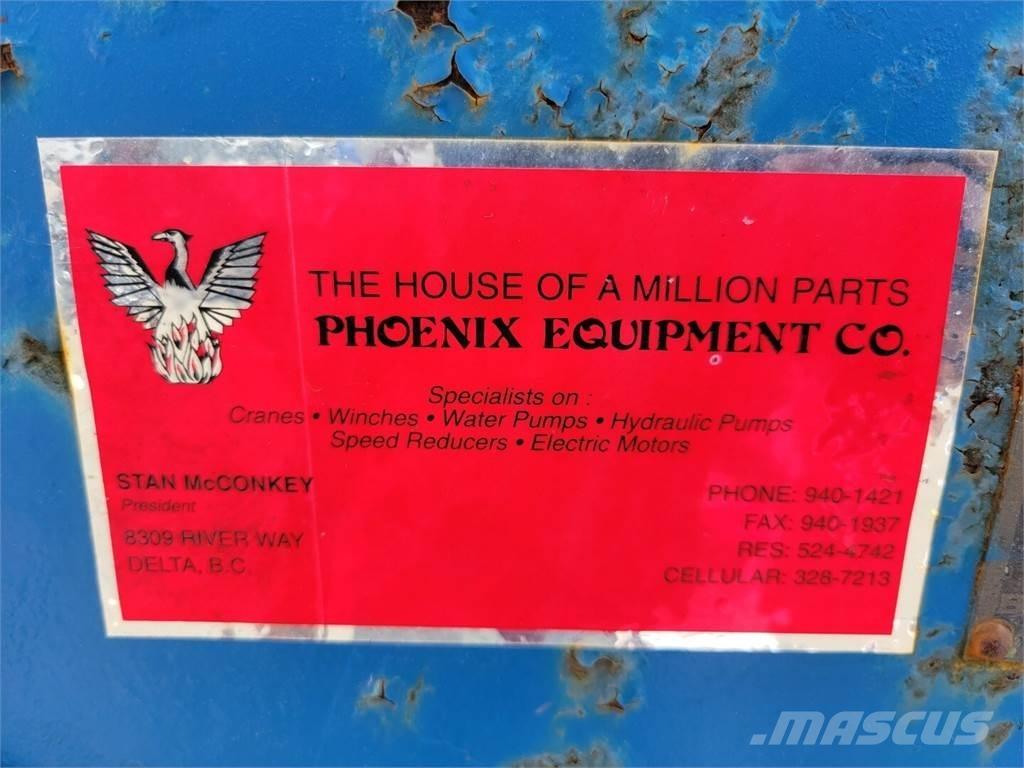 THE HOUSE OF A MILLION PARTS
PHOENIX EQUIPMENT CO.
Specialists on :
Cranes • Winches • Water Pumps • Hydraulic Pumps
Speed Reducers • Electric Motors
STAN McCONKEY
President
8309 RIVER WAY
DELTA, B.C.
PHONE: 940-1421
FAX: 940-1937
RES: 524-4742
CELLULAR: 328-7213
MASCUS